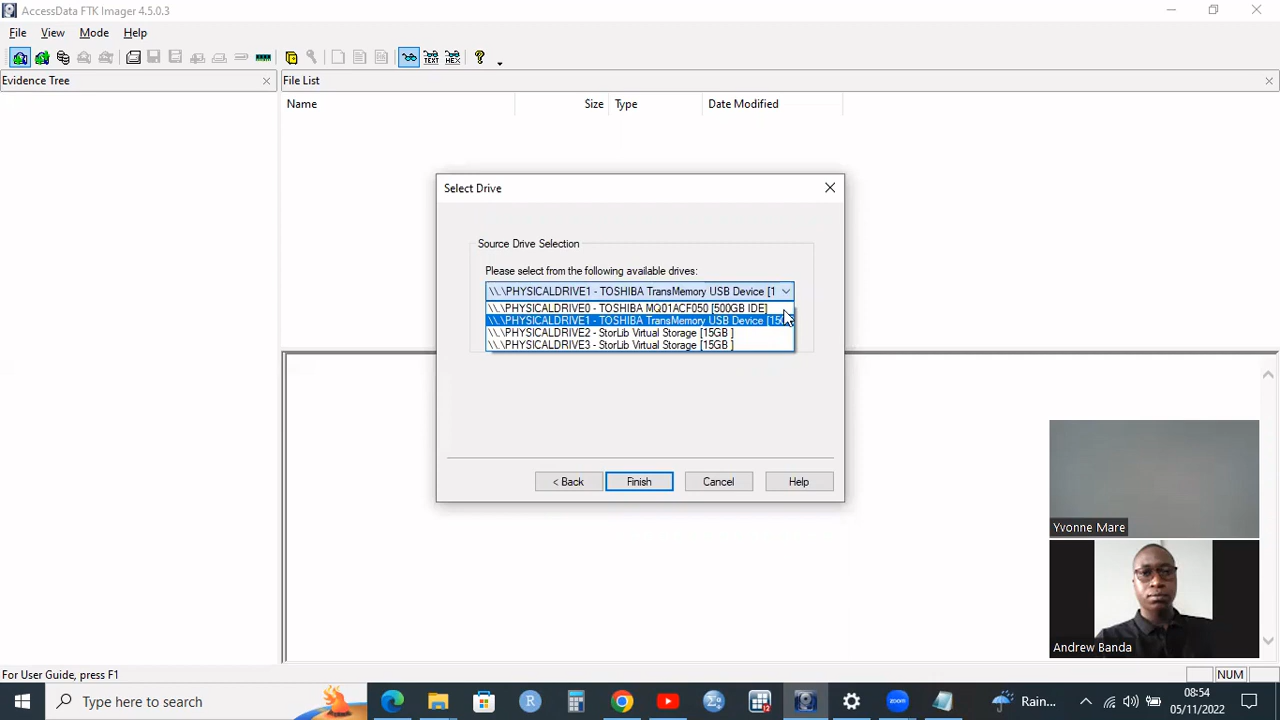 AccessData FTK Imager 4.5.0.3
File View Mode Help
Evidence Tree
File List
Name Size Type Date Modified
Select Drive
Source Drive Selection
Please select from the following available drives:
\\.\PHYSICALDRIVE1 - TOSHIBA TransMemory USB Device [1
\\.\PHYSICALDRIVE0 - TOSHIBA MQ01ACF050 [500GB IDE]
\\.\PHYSICALDRIVE1 - TOSHIBA TransMemory USB Device [15G
\\.\PHYSICALDRIVE2 - StorLib Virtual Storage [15GB ]
\\.\PHYSICALDRIVE3 - StorLib Virtual Storage [15GB ]
< Back Finish Cancel Help
Yvonne Mare
Andrew Banda
For User Guide, press F1
NUM
Type here to search
Rain...
08:54
05/11/2022